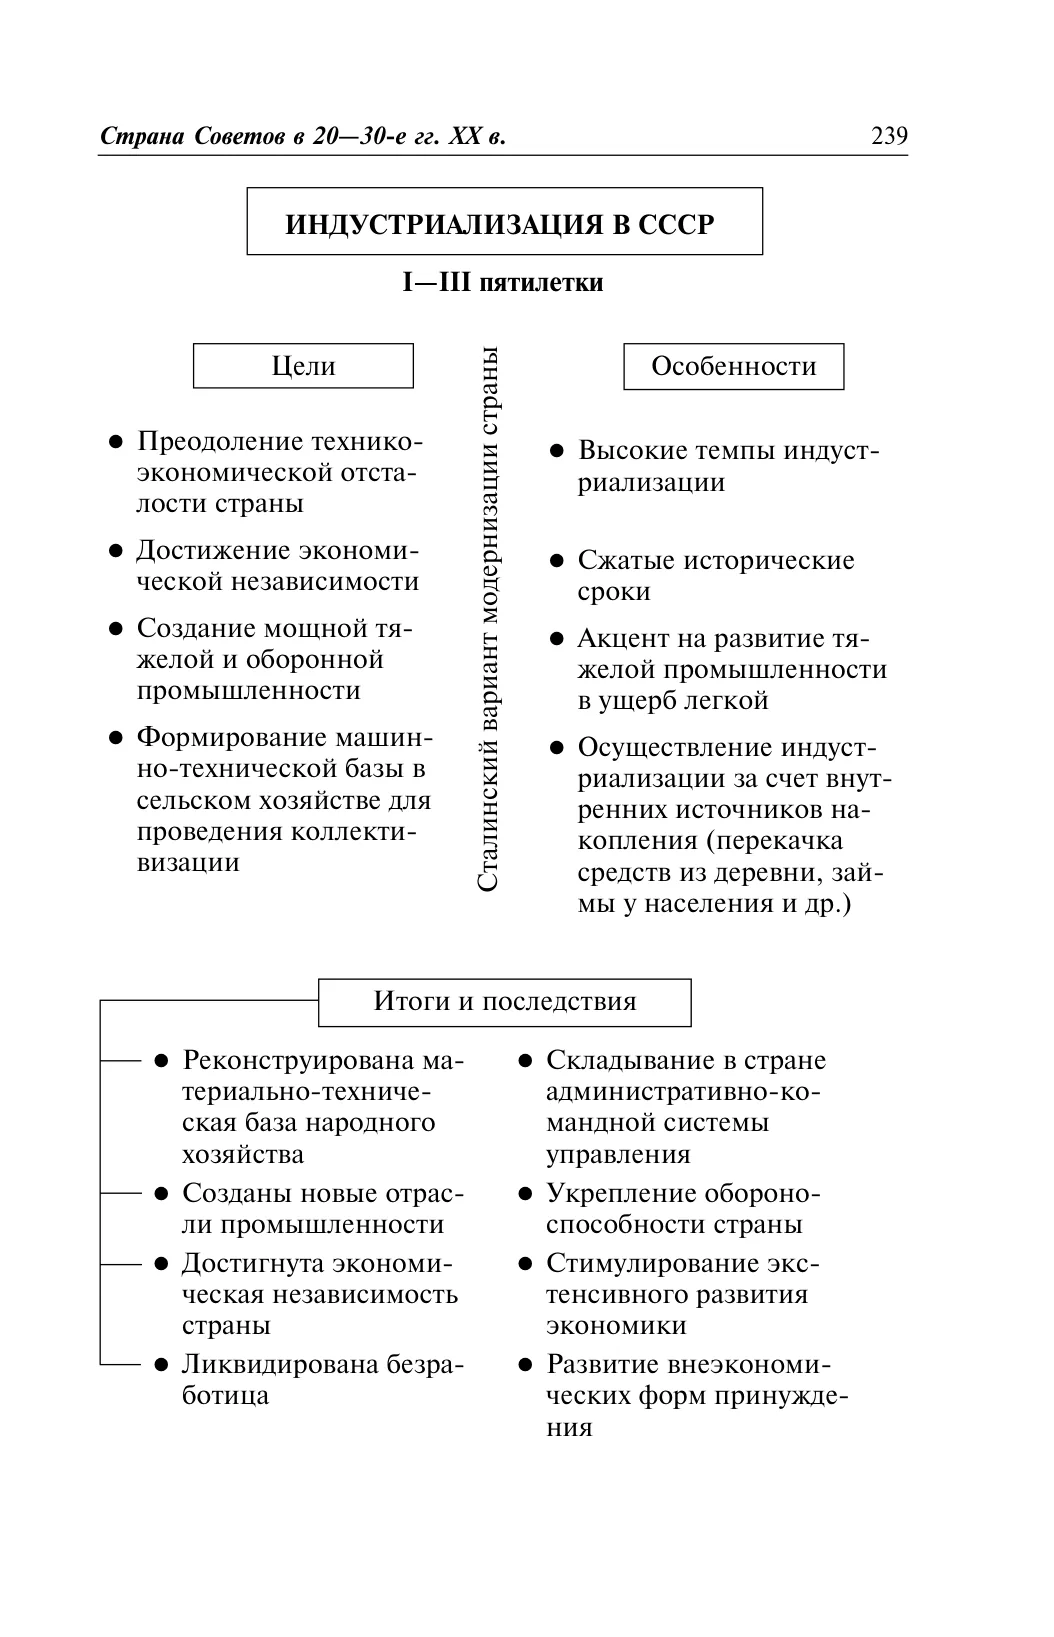 Страна Советов в 20—30-е гг. XX в.
239
ИНДУСТРИАЛИЗАЦИЯ В СССР
I—III пятилетки
Цели
● Преодоление технико-
экономической отста-
лости страны
● Достижение экономи-
ческой независимости
● Создание мощной тя-
желой и оборонной
промышленности
● Формирование машин-
но-технической базы в
сельском хозяйстве для
проведения коллекти-
визации
Сталинский вариант модернизации страны
Особенности
● Высокие темпы индуст-
риализации
● Сжатые исторические
сроки
● Акцент на развитие тя-
желой промышленности
в ущерб легкой
● Осуществление индуст-
риализации за счет внут-
ренних источников на-
копления (перекачка
средств из деревни, зай-
мы у населения и др.)
Итоги и последствия
● Реконструирована ма-
териально-техниче-
ская база народного
хозяйства
● Созданы новые отрас-
ли промышленности
● Достигнута экономи-
ческая независимость
страны
● Ликвидирована безра-
ботица
● Складывание в стране
административно-ко-
мандной системы
управления
● Укрепление обороно-
способности страны
● Стимулирование экс-
тенсивного развития
экономики
● Развитие внеэкономи-
ческих форм принужде-
ния